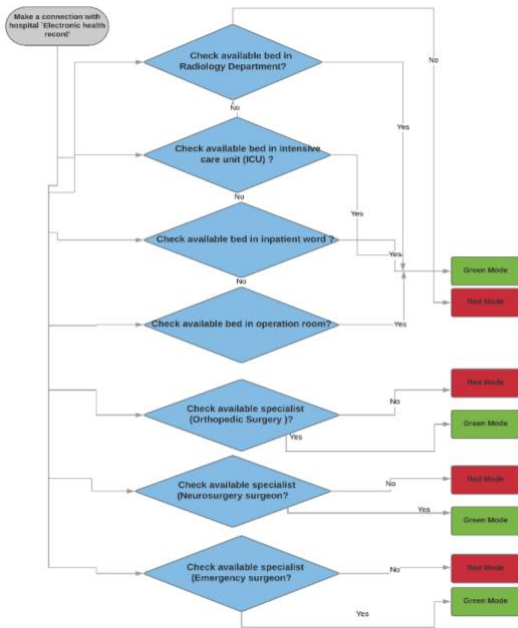 Make a connection with
hospital `Electronic health
record'
Check available bed in
Radiology Department?
No
No
Yes
Check available bed in intensive
care unit (ICU) ?
Yes
No
Check available bed in inpatient word ?
Yes
Green Mode
No
Red Mode
Check available bed in operation room?
Yes
Red Mode
No
Check available specialist
(Orthopedic Surgery )?
Green Mode
Yes
Check available specialist
(Neurosurgery surgeon?
No
Red Mode
Yes
Green Mode
Check available specialist
(Emergency surgeon?
No
Red Mode
Yes
Green Mode